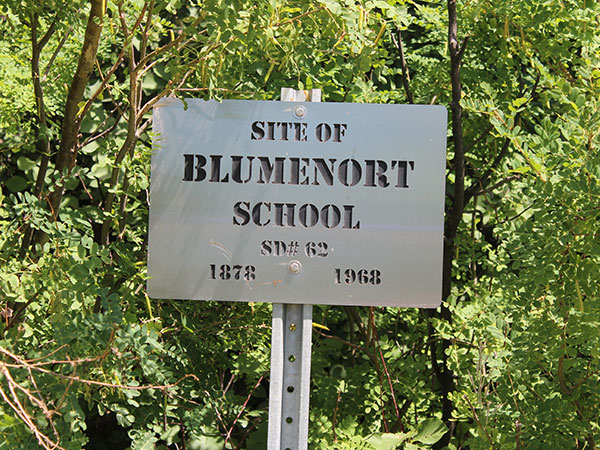 SITE OF
BLUMENORT
SCHOOL
SD# 62
1878 1968